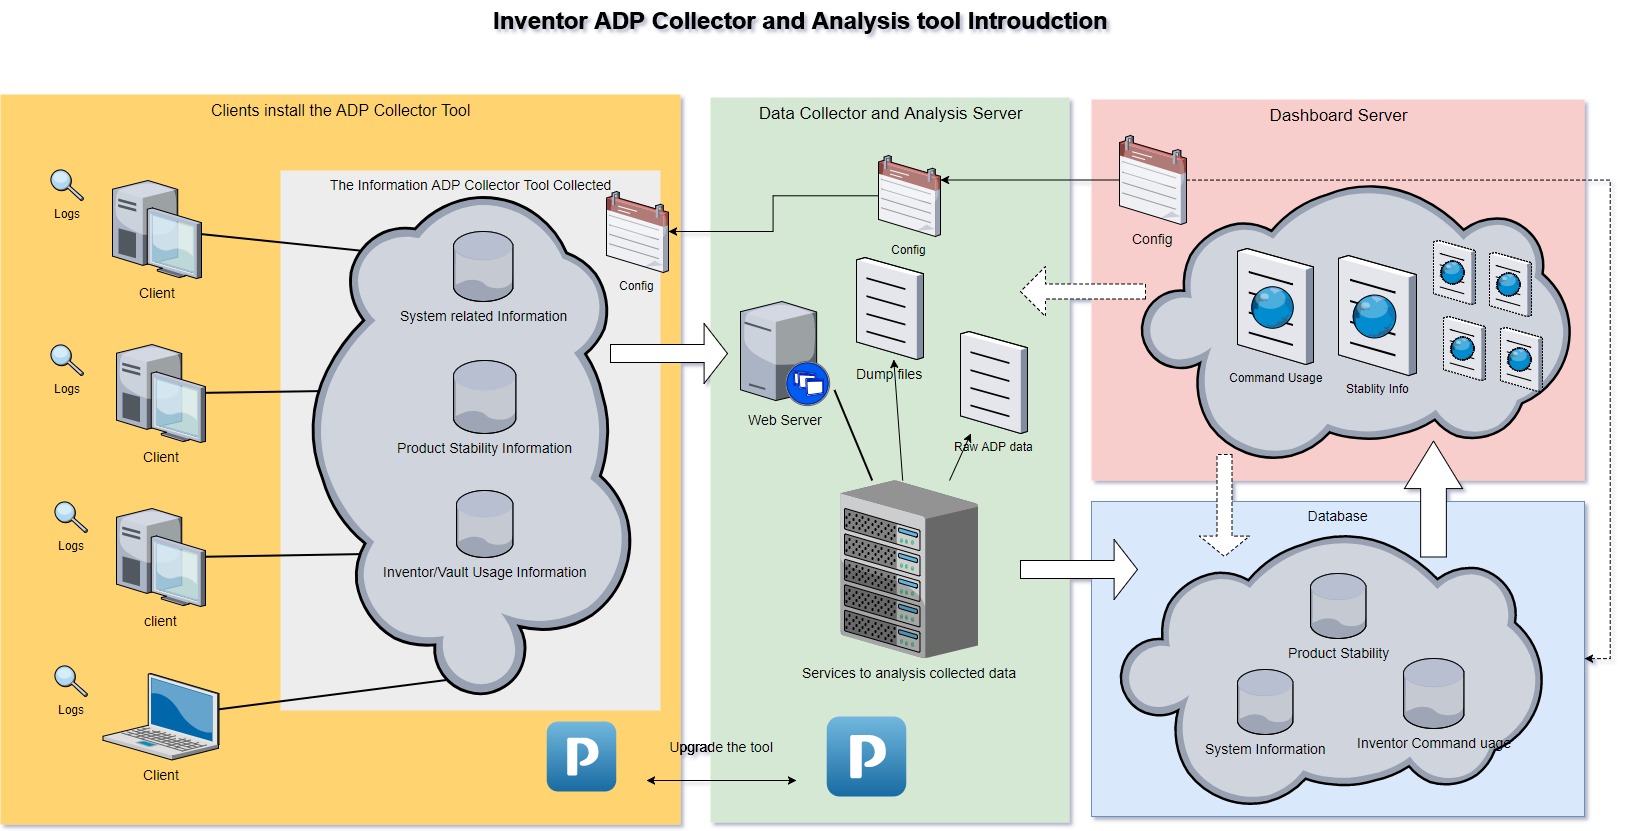 Inventor ADP Collector and Analysis tool Introudction
Clients install the ADP Collector Tool
Logs
Client
Logs
Client
Logs
client
Logs
Client
The Information ADP Collector Tool Collected
Config
System related Information
Product Stability Information
Inventor/Vault Usage Information
P
Upgrade the tool
Data Collector and Analysis Server
Config
Dump files
Web Server
Raw ADP data
Services to analysis collected data
P
Dashboard Server
Config
Command Usage
Stablity Info
Database
Product Stability
System Information
Inventor Command uage